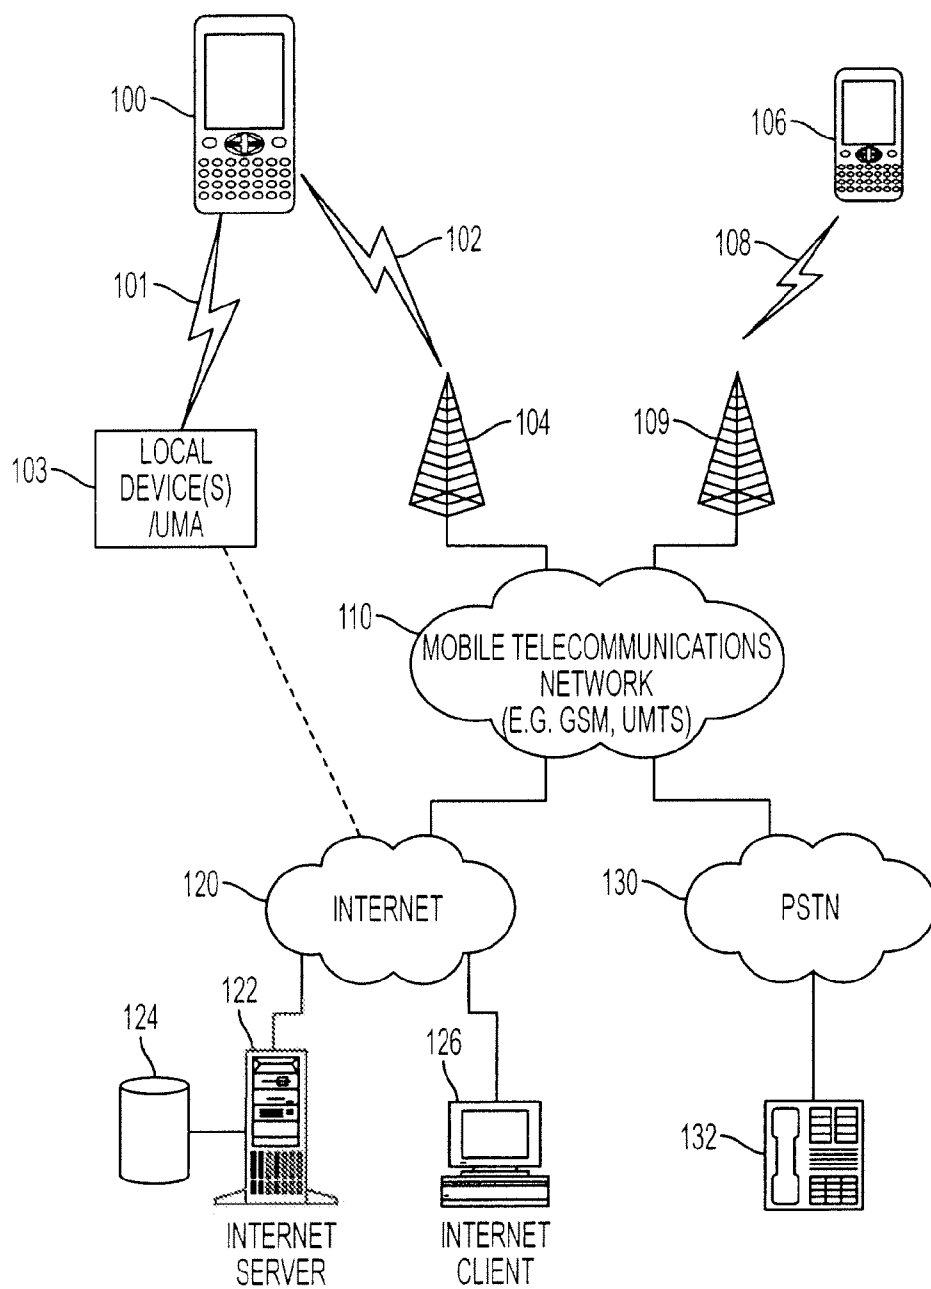 100
106
102
108
101
104
109
103
LOCAL
DEVICE(S)
/UMA
110
MOBILE TELECOMMUNICATIONS
NETWORK
(E.G. GSM, UMTS)
120
INTERNET
130
PSTN
122
124
126
132
INTERNET
SERVER
INTERNET
CLIENT